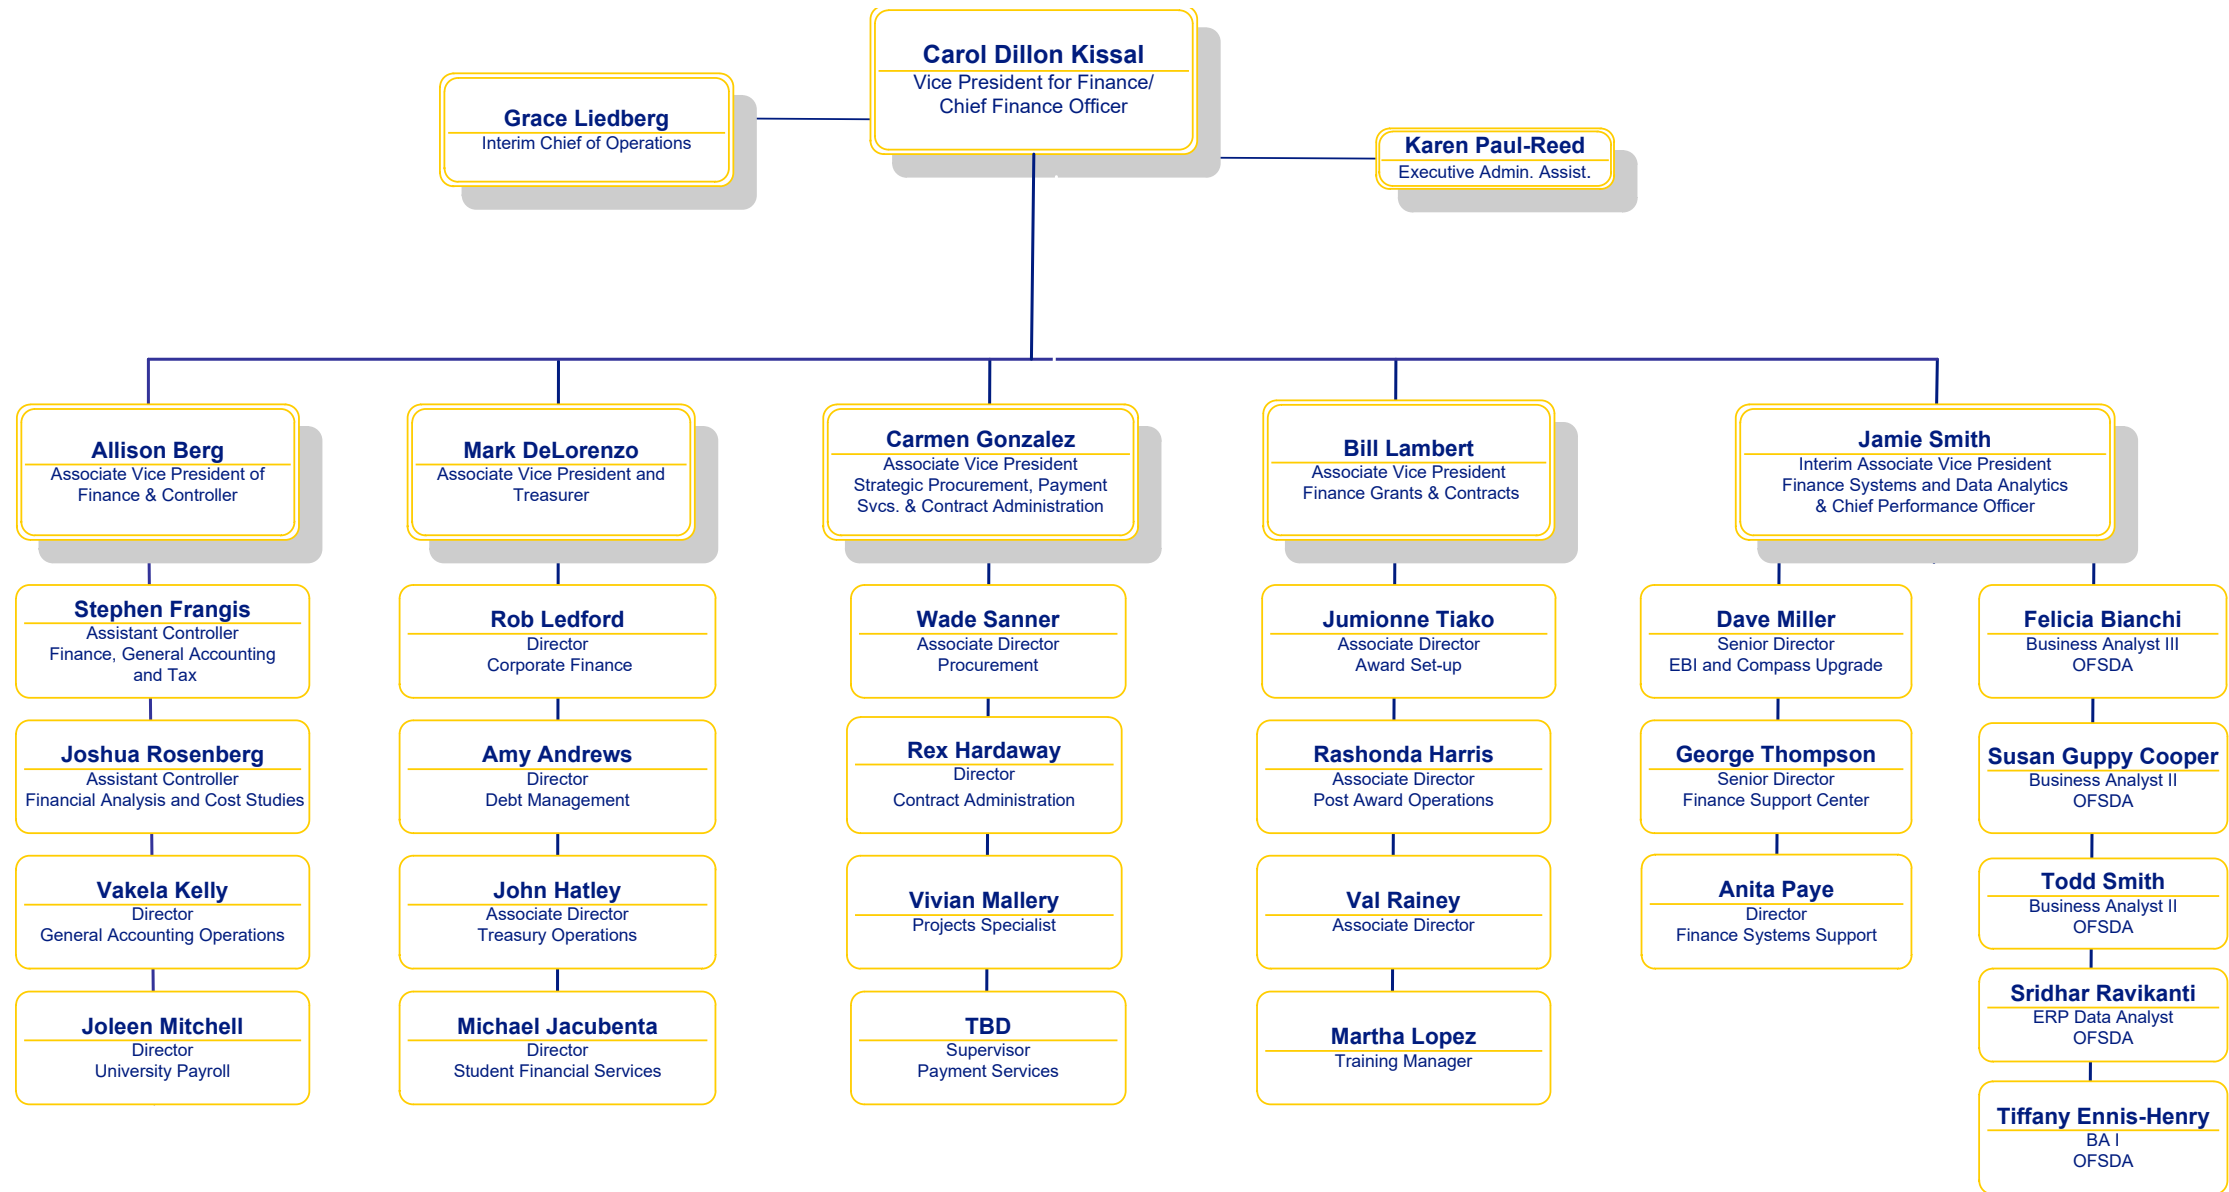 Carol Dillon Kissal
Vice President for Finance/
Chief Finance Officer
Grace Liedberg
Interim Chief of Operations
Karen Paul-Reed
Executive Admin. Assist.
Allison Berg
Associate Vice President of
Finance & Controller
Mark DeLorenzo
Associate Vice President and
Treasurer
Carmen Gonzalez
Associate Vice President
Strategic Procurement, Payment
Svcs. & Contract Administration
Bill Lambert
Associate Vice President
Finance Grants & Contracts
Jamie Smith
Interim Associate Vice President
Finance Systems and Data Analytics
& Chief Performance Officer
Stephen Frangis
Assistant Controller
Finance, General Accounting
and Tax
Rob Ledford
Director
Corporate Finance
Wade Sanner
Associate Director
Procurement
Jumionne Tiako
Associate Director
Award Set-up
Dave Miller
Senior Director
EBI and Compass Upgrade
Felicia Bianchi
Business Analyst III
OFSDA
Joshua Rosenberg
Assistant Controller
Financial Analysis and Cost Studies
Amy Andrews
Director
Debt Management
Rex Hardaway
Director
Contract Administration
Rashonda Harris
Associate Director
Post Award Operations
George Thompson
Senior Director
Finance Support Center
Susan Guppy Cooper
Business Analyst II
OFSDA
Vakela Kelly
Director
General Accounting Operations
John Hatley
Associate Director
Treasury Operations
Vivian Mallery
Projects Specialist
Val Rainey
Associate Director
Anita Paye
Director
Finance Systems Support
Todd Smith
Business Analyst II
OFSDA
Joleen Mitchell
Director
University Payroll
Michael Jacubenta
Director
Student Financial Services
TBD
Supervisor
Payment Services
Martha Lopez
Training Manager
Sridhar Ravikanti
ERP Data Analyst
OFSDA
Tiffany Ennis-Henry
BA I
OFSDA